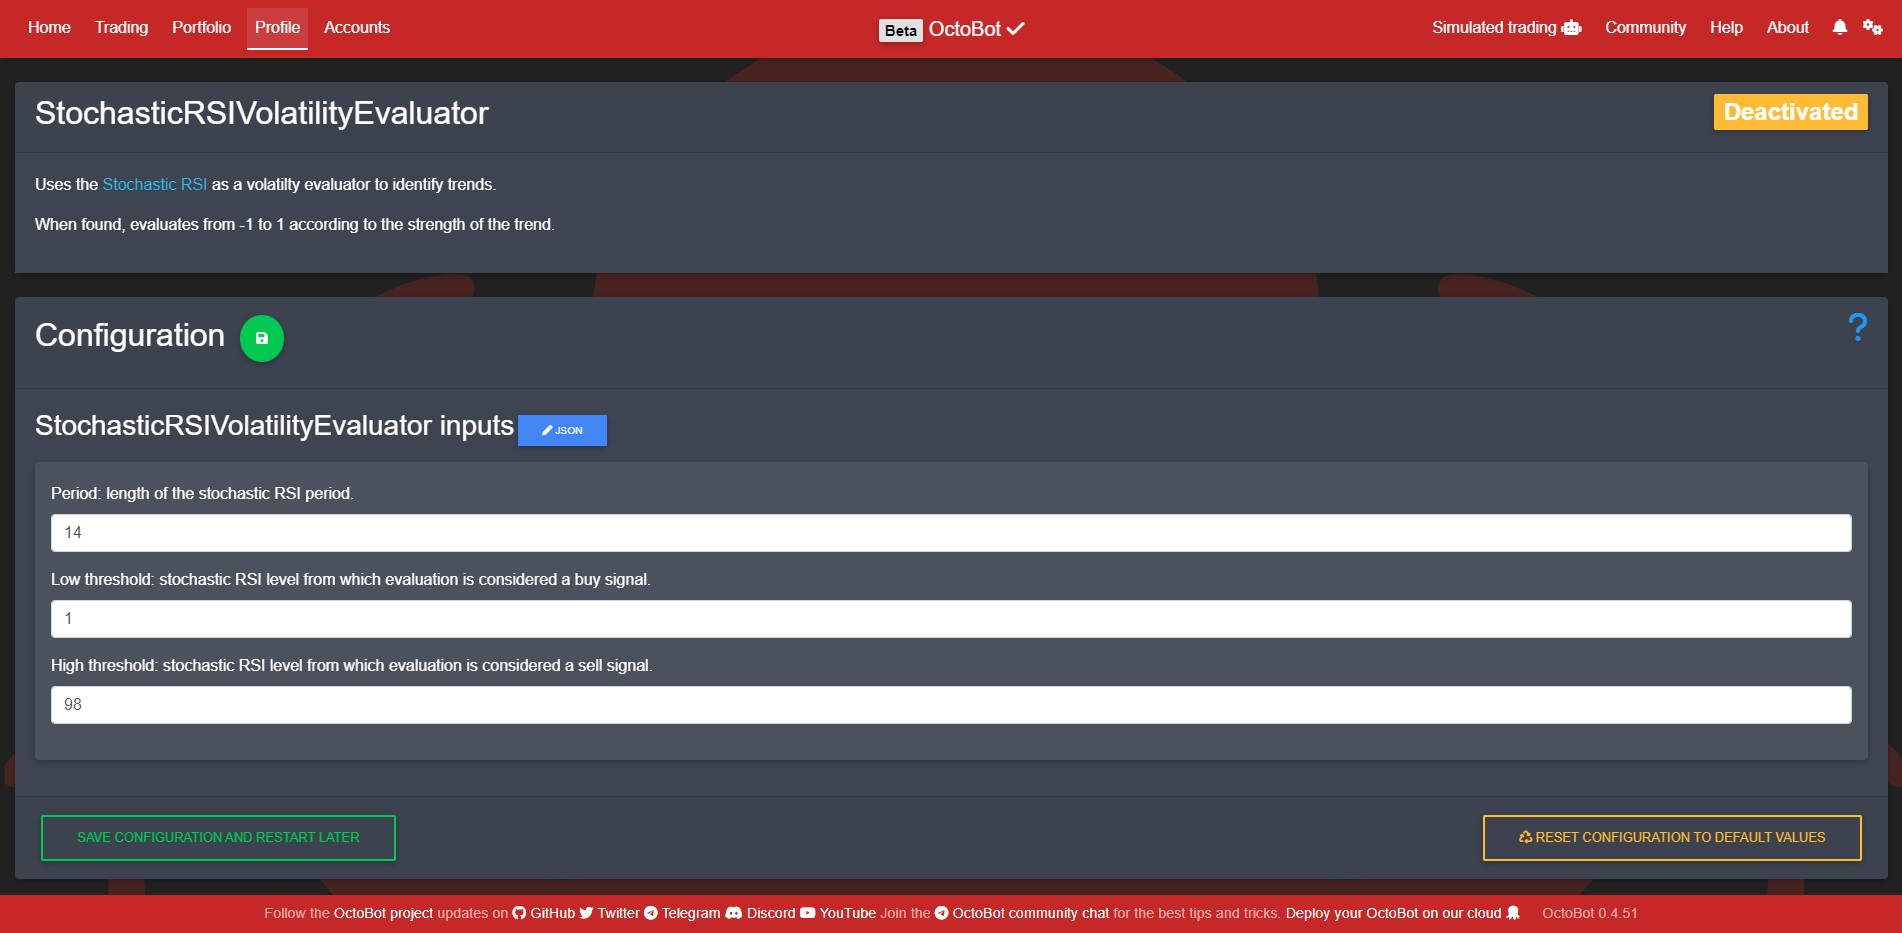 Home Trading Portfolio Profile Accounts Beta OctoBot Simulated trading Community Help About
StochasticRSIVolatilityEvaluator Deactivated
Uses the Stochastic RSI as a volatilty evaluator to identify trends.
When found, evaluates from -1 to 1 according to the strength of the trend.
Configuration ?
StochasticRSIVolatilityEvaluator inputs JSON
Period: length of the stochastic RSI period.
14
Low threshold: stochastic RSI level from which evaluation is considered a buy signal.
1
High threshold: stochastic RSI level from which evaluation is considered a sell signal.
98
SAVE CONFIGURATION AND RESTART LATER RESET CONFIGURATION TO DEFAULT VALUES
Follow the OctoBot project updates on GitHub Twitter Telegram Discord YouTube Join the OctoBot community chat for the best tips and tricks. Deploy your OctoBot on our cloud OctoBot 0.4.51